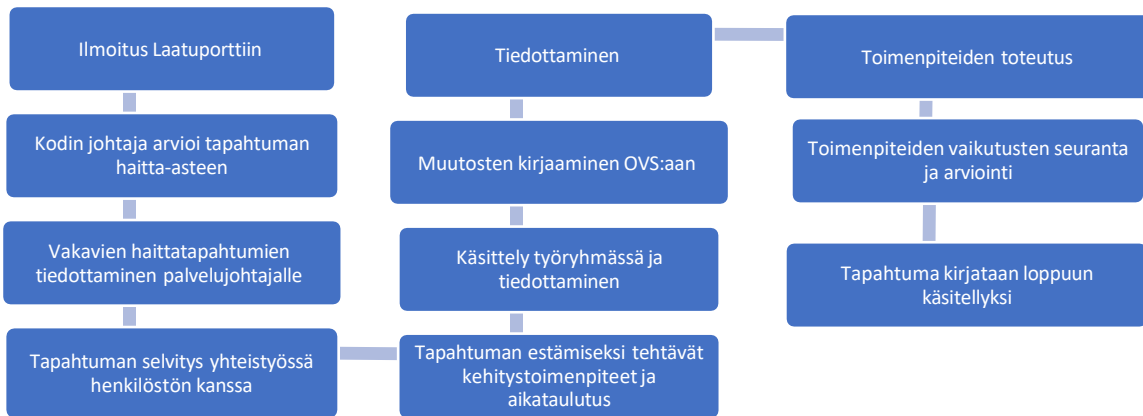 Ilmoitus Laatuporttiin
Kodin johtaja arvioi tapahtuman
haitta-asteen
Vakavien haittatapahtumien
tiedottaminen palvelujohtajalle
Tapahtuman selvitys yhteistyössä
henkilöstön kanssa
Tapahtuman estämiseksi tehtävät
kehitystoimenpiteet ja
aikataulutus
Käsittely työryhmässä ja
tiedottaminen
Muutosten kirjaaminen OVS:aan
Tiedottaminen
Toimenpiteiden toteutus
Toimenpiteiden vaikutusten seuranta
ja arviointi
Tapahtuma kirjataan loppuun
käsitellyksi